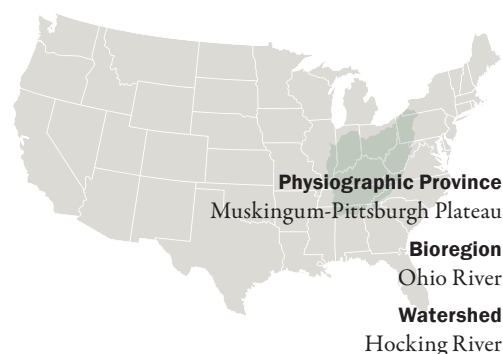 Physiographic Province
Muskingum-Pittsburgh Plateau
Bioregion
Ohio River
Watershed
Hocking River